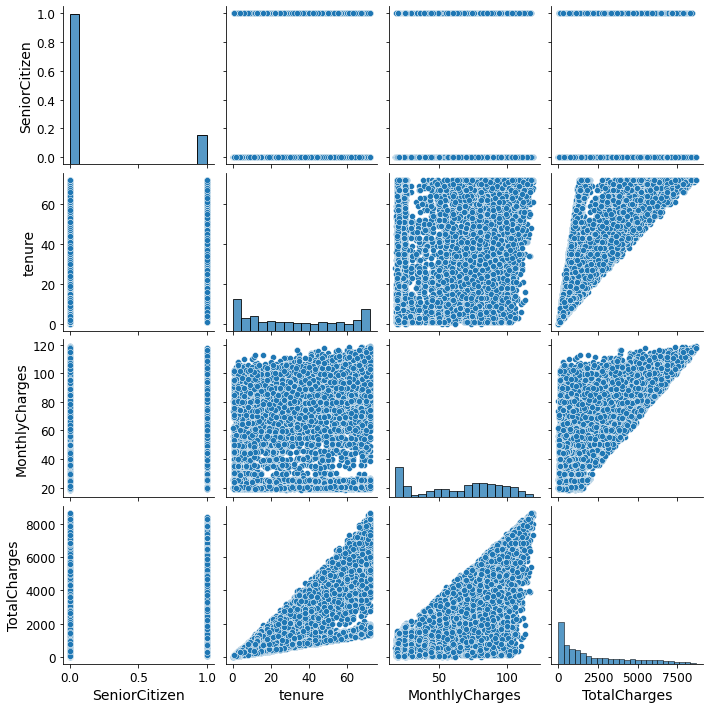 SeniorCitizen
1.0
0.8
0.6
0.4
0.2
0.0
tenure
60
40
20
0
MonthlyCharges
120
100
80
60
40
20
TotalCharges
8000
6000
4000
2000
0
0.0 0.5 1.0
0 20 40 60
50 100
0 2500 5000 7500
SeniorCitizen tenure MonthlyCharges TotalCharges